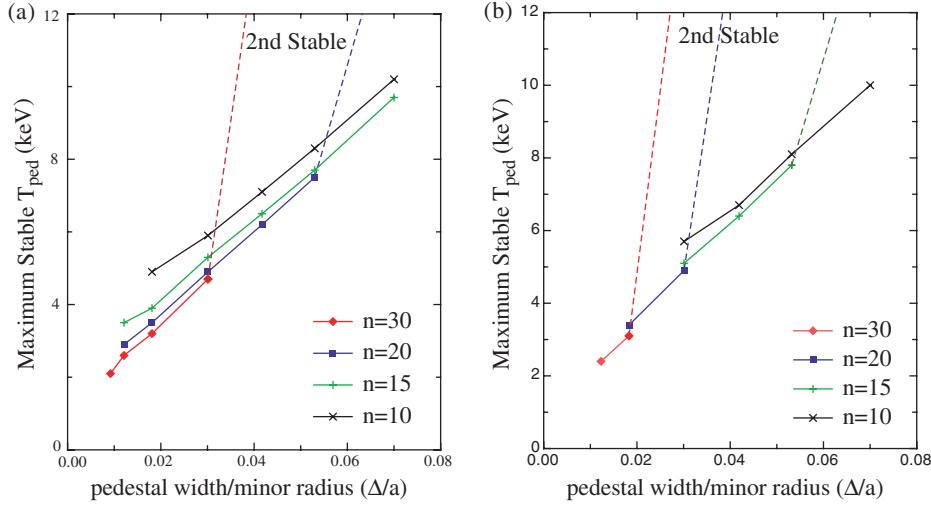 (a)
12
2nd Stable
8
4
0
0.00 0.02 0.04 0.06 0.08
Maximum Stable T_ped (keV)
pedestal width/minor radius (Δ/a)
n=30
n=20
n=15
n=10
(b)
12
2nd Stable
10
8
6
4
2
0
0.00 0.02 0.04 0.06 0.08
Maximum Stable T_ped (keV)
pedestal width/minor radius (Δ/a)
n=30
n=20
n=15
n=10